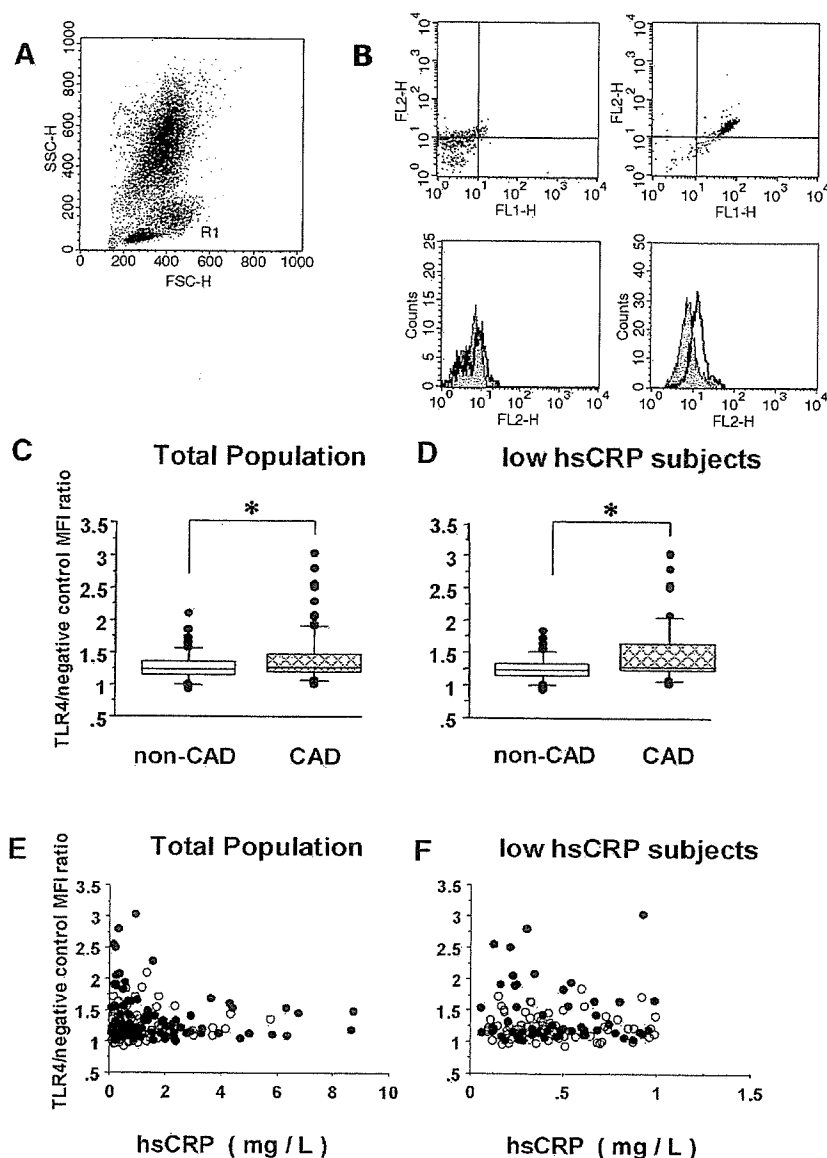 A
1000
800
600
400
200
0
SSC-H
R1
200 400 600 800 1000
FSC-H
B
10^4
10^3
10^2
10^1
10^0
FL2-H
10^0 10^1 10^2 10^3 10^4
FL1-H
10^4
10^3
10^2
10^1
10^0
FL2-H
10^0 10^1 10^2 10^3 10^4
FL1-H
25
20
15
10
5
0
Counts
10^0 10^1 10^2 10^3 10^4
FL2-H
50
40
30
20
10
0
Counts
10^0 10^1 10^2 10^3 10^4
FL2-H
C Total Population
TLR4/negative control MFI ratio
3.5
3
2.5
2
1.5
1
.5
*
non-CAD CAD
D low hsCRP subjects
3.5
3
2.5
2
1.5
1
.5
*
non-CAD CAD
E Total Population
TLR4/negative control MFI ratio
3.5
3
2.5
2
1.5
1
.5
0 2 4 6 8 10
hsCRP ( mg / L )
F low hsCRP subjects
3.5
3
2.5
2
1.5
1
.5
0 .5 1 1.5
hsCRP ( mg / L )